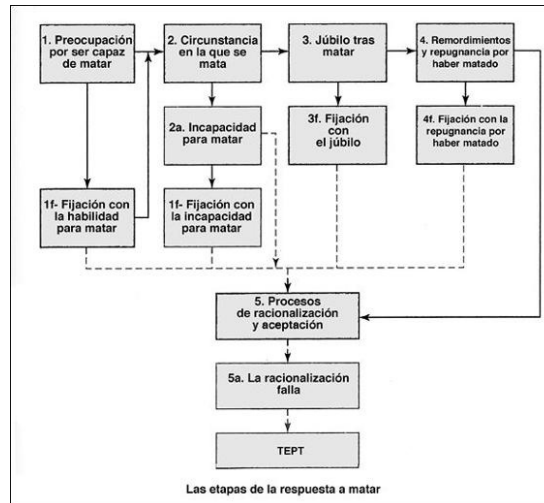 1. Preocupación
por ser capaz
de matar
2. Circunstancia
en la que se
mata
3. Júbilo tras
matar
4. Remordimientos
y repugnancia por
haber matado
2a. Incapacidad
para matar
3f. Fijación
con
el júbilo
4f. Fijación con la
repugnancia por
haber matado
1f- Fijación con
la habilidad
para matar
1f- Fijación con
la incapacidad
para matar
5. Procesos
de racionalización
y aceptación
5a. La racionalización
falla
TEPT
Las etapas de la respuesta a matar